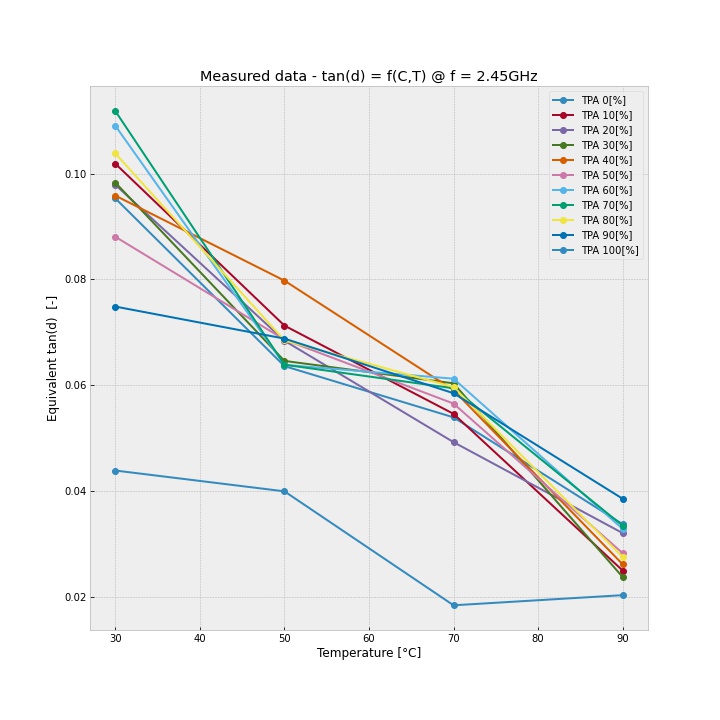 Measured data - tan(d) = f(C,T) @ f = 2.45GHz
TPA 0[%]
TPA 10[%]
TPA 20[%]
TPA 30[%]
TPA 40[%]
TPA 50[%]
TPA 60[%]
TPA 70[%]
TPA 80[%]
TPA 90[%]
TPA 100[%]
Equivalent tan(d) [-]
0.10
0.08
0.06
0.04
0.02
30 40 50 60 70 80 90
Temperature [°C]